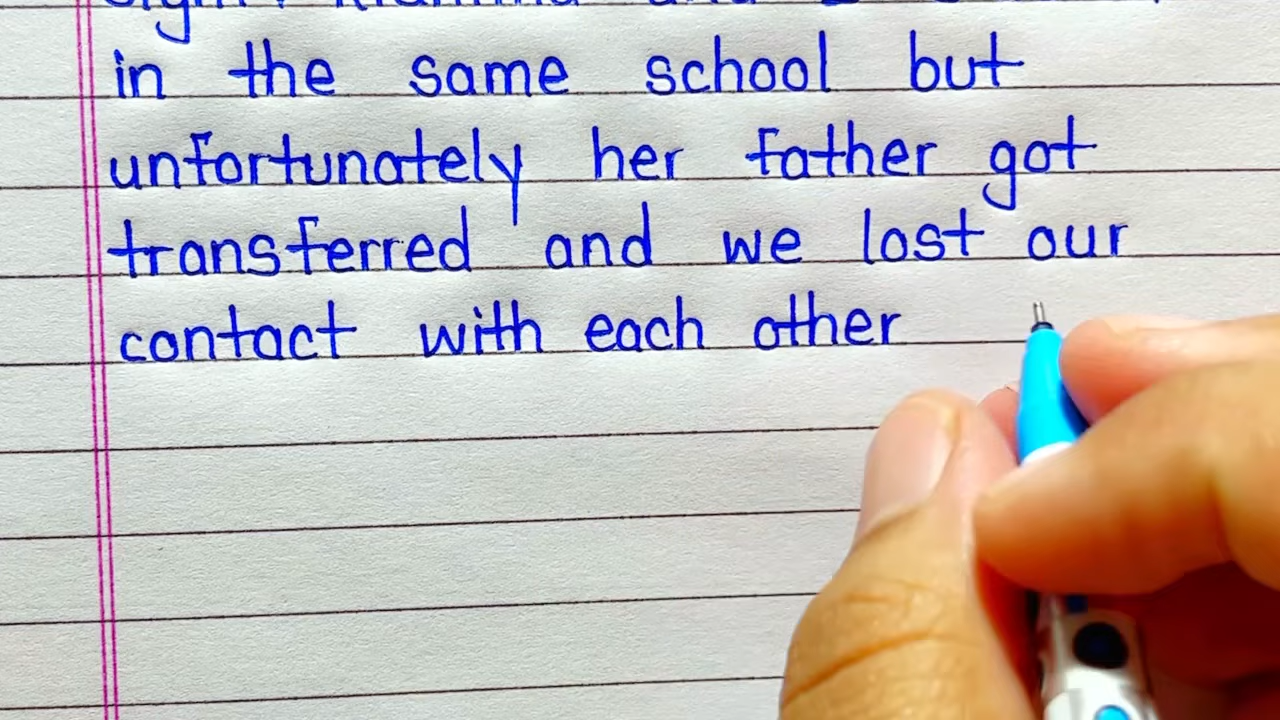 in the same school but
unfortunately her father got
transferred and we lost our
contact with each other